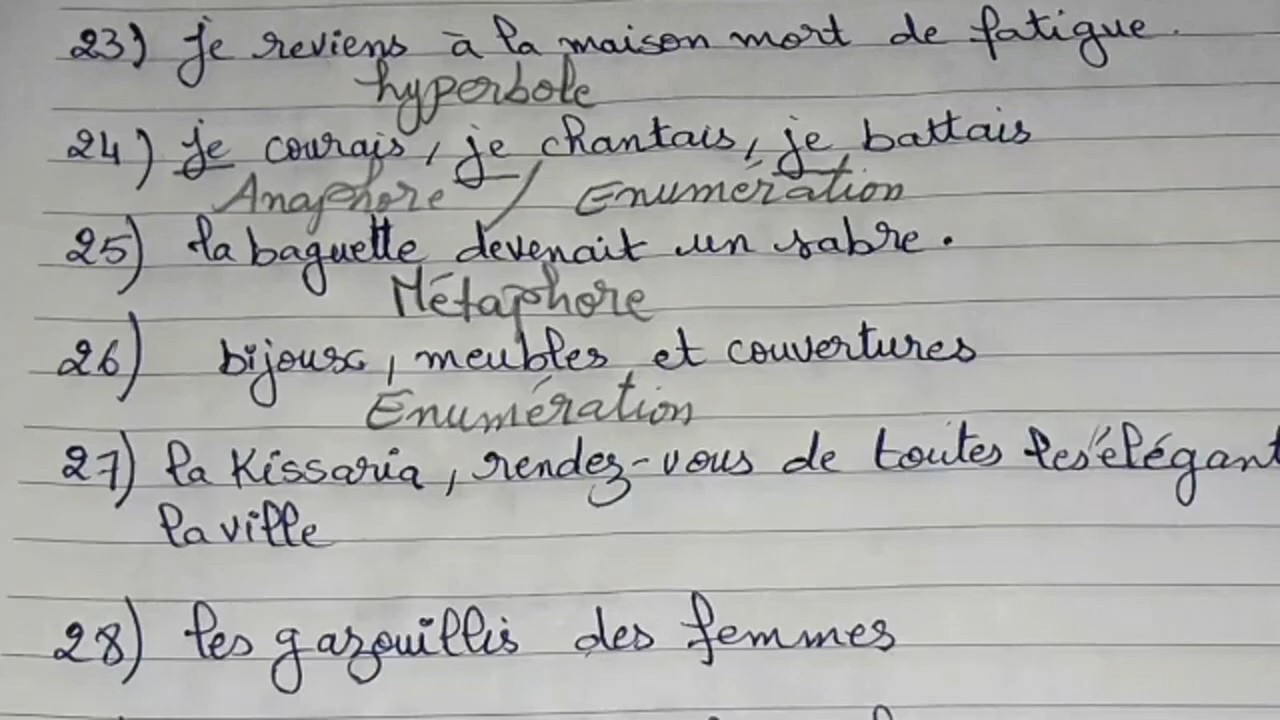 23) Je reviens à la maison mort de fatigue.
hyperbole
24) je courais, je chantais, je battais
Anaphore / Enumération
25) la baguette devenait un sabre.
Métaphore
26) bijoux, meubles et couvertures
Enumération
27) la Kissaria, rendez-vous de toutes les élégant
la ville
28) les gazouillis des femmes